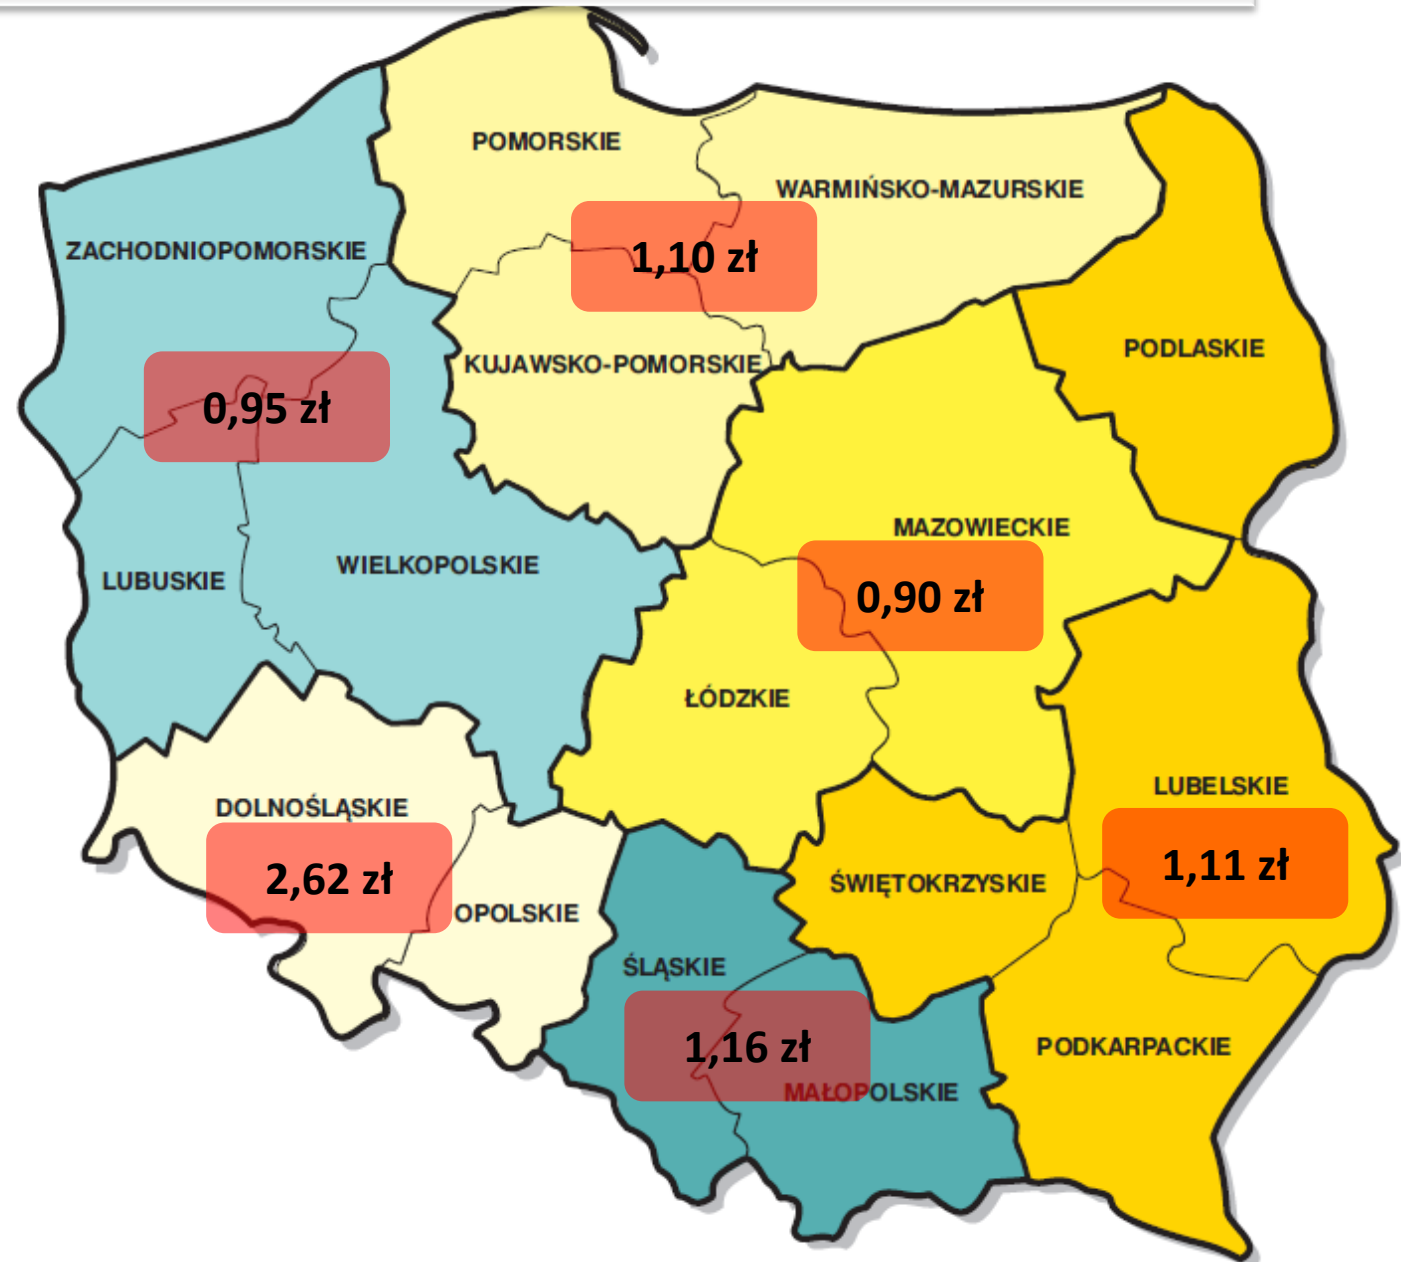 POMORSKIE
WARMIŃSKO-MAZURSKIE
ZACHODNIOPOMORSKIE
1,10 zł
PODLASKIE
KUJAWSKO-POMORSKIE
0,95 zł
MAZOWIECKIE
WIELKOPOLSKIE
LUBUSKIE
0,90 zł
ŁÓDZKIE
LUBELSKIE
DOLNOŚLĄSKIE
1,11 zł
2,62 zł
ŚWIĘTOKRZYSKIE
OPOLSKIE
ŚLĄSKIE
1,16 zł
PODKARPACKIE
MAŁOPOLSKIE